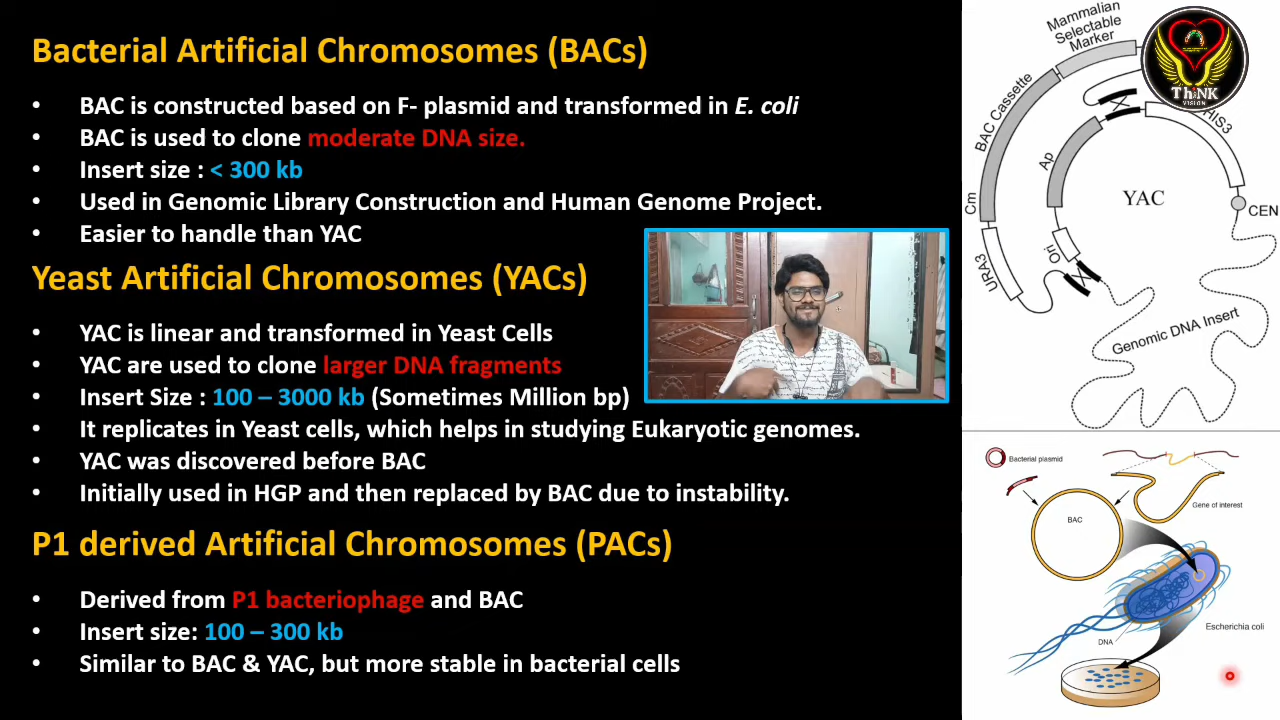 Bacterial Artificial Chromosomes (BACs)
• BAC is constructed based on F- plasmid and transformed in E. coli
• BAC is used to clone moderate DNA size.
• Insert size : < 300 kb
• Used in Genomic Library Construction and Human Genome Project.
• Easier to handle than YAC
Yeast Artificial Chromosomes (YACs)
• YAC is linear and transformed in Yeast Cells
• YAC are used to clone larger DNA fragments
• Insert Size : 100 – 3000 kb (Sometimes Million bp)
• It replicates in Yeast cells, which helps in studying Eukaryotic genomes.
• YAC was discovered before BAC
• Initially used in HGP and then replaced by BAC due to instability.
P1 derived Artificial Chromosomes (PACs)
• Derived from P1 bacteriophage and BAC
• Insert size: 100 – 300 kb
• Similar to BAC & YAC, but more stable in bacterial cells
Mammalian
Selectable
Marker
ThiNK
VISION
BAC Cassette
HIS3
Ap
YAC
Cm
CEN
Ori
URA3
Genomic DNA Insert
Bacterial plasmid
Gene of interest
BAC
Escherichia coli
DNA